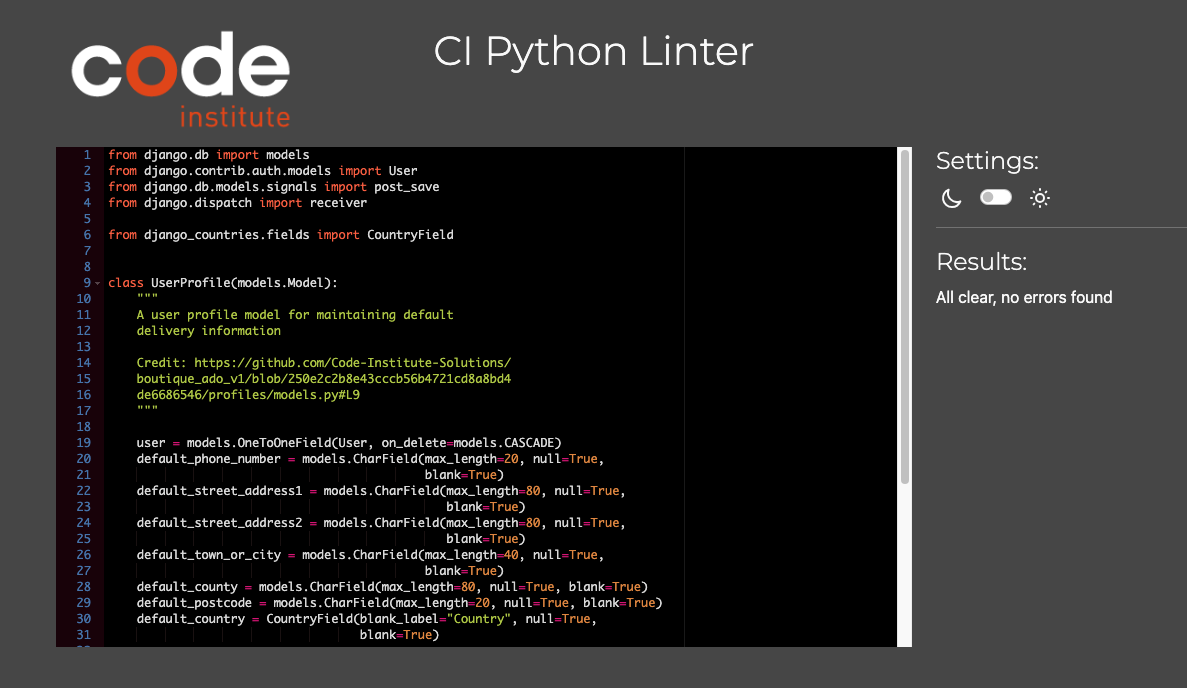 code
institute
CI Python Linter
1 from django.db import models
2 from django.contrib.auth.models import User
3 from django.db.models.signals import post_save
4 from django.dispatch import receiver
5
6 from django_countries.fields import CountryField
7
8
9 class UserProfile(models.Model):
10 """
11 A user profile model for maintaining default
12 delivery information
13
14 Credit: https://github.com/Code-Institute-Solutions/
15 boutique_ado_v1/blob/250e2c2b8e43cccb56b4721cd8a8bd4
16 de6686546/profiles/models.py#L9
17 """
18
19 user = models.OneToOneField(User, on_delete=models.CASCADE)
20 default_phone_number = models.CharField(max_length=20, null=True,
21 blank=True)
22 default_street_address1 = models.CharField(max_length=80, null=True,
23 blank=True)
24 default_street_address2 = models.CharField(max_length=80, null=True,
25 blank=True)
26 default_town_or_city = models.CharField(max_length=40, null=True,
27 blank=True)
28 default_county = models.CharField(max_length=80, null=True, blank=True)
29 default_postcode = models.CharField(max_length=20, null=True, blank=True)
30 default_country = CountryField(blank_label="Country", null=True,
31 blank=True)
Settings:
Results:
All clear, no errors found